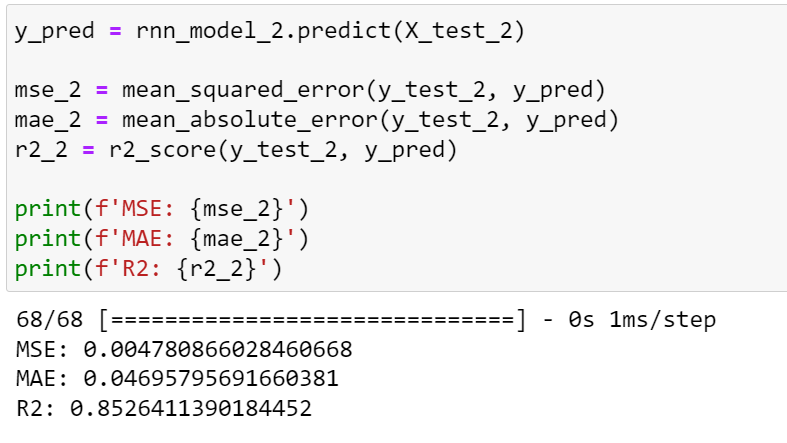 y_pred = rnn_model_2.predict(X_test_2)
mse_2 = mean_squared_error(y_test_2, y_pred)
mae_2 = mean_absolute_error(y_test_2, y_pred)
r2_2 = r2_score(y_test_2, y_pred)
print(f'MSE: {mse_2}')
print(f'MAE: {mae_2}')
print(f'R2: {r2_2}')
68/68 [==============================] - 0s 1ms/step
MSE: 0.004780866028460668
MAE: 0.04695795691660381
R2: 0.8526411390184452